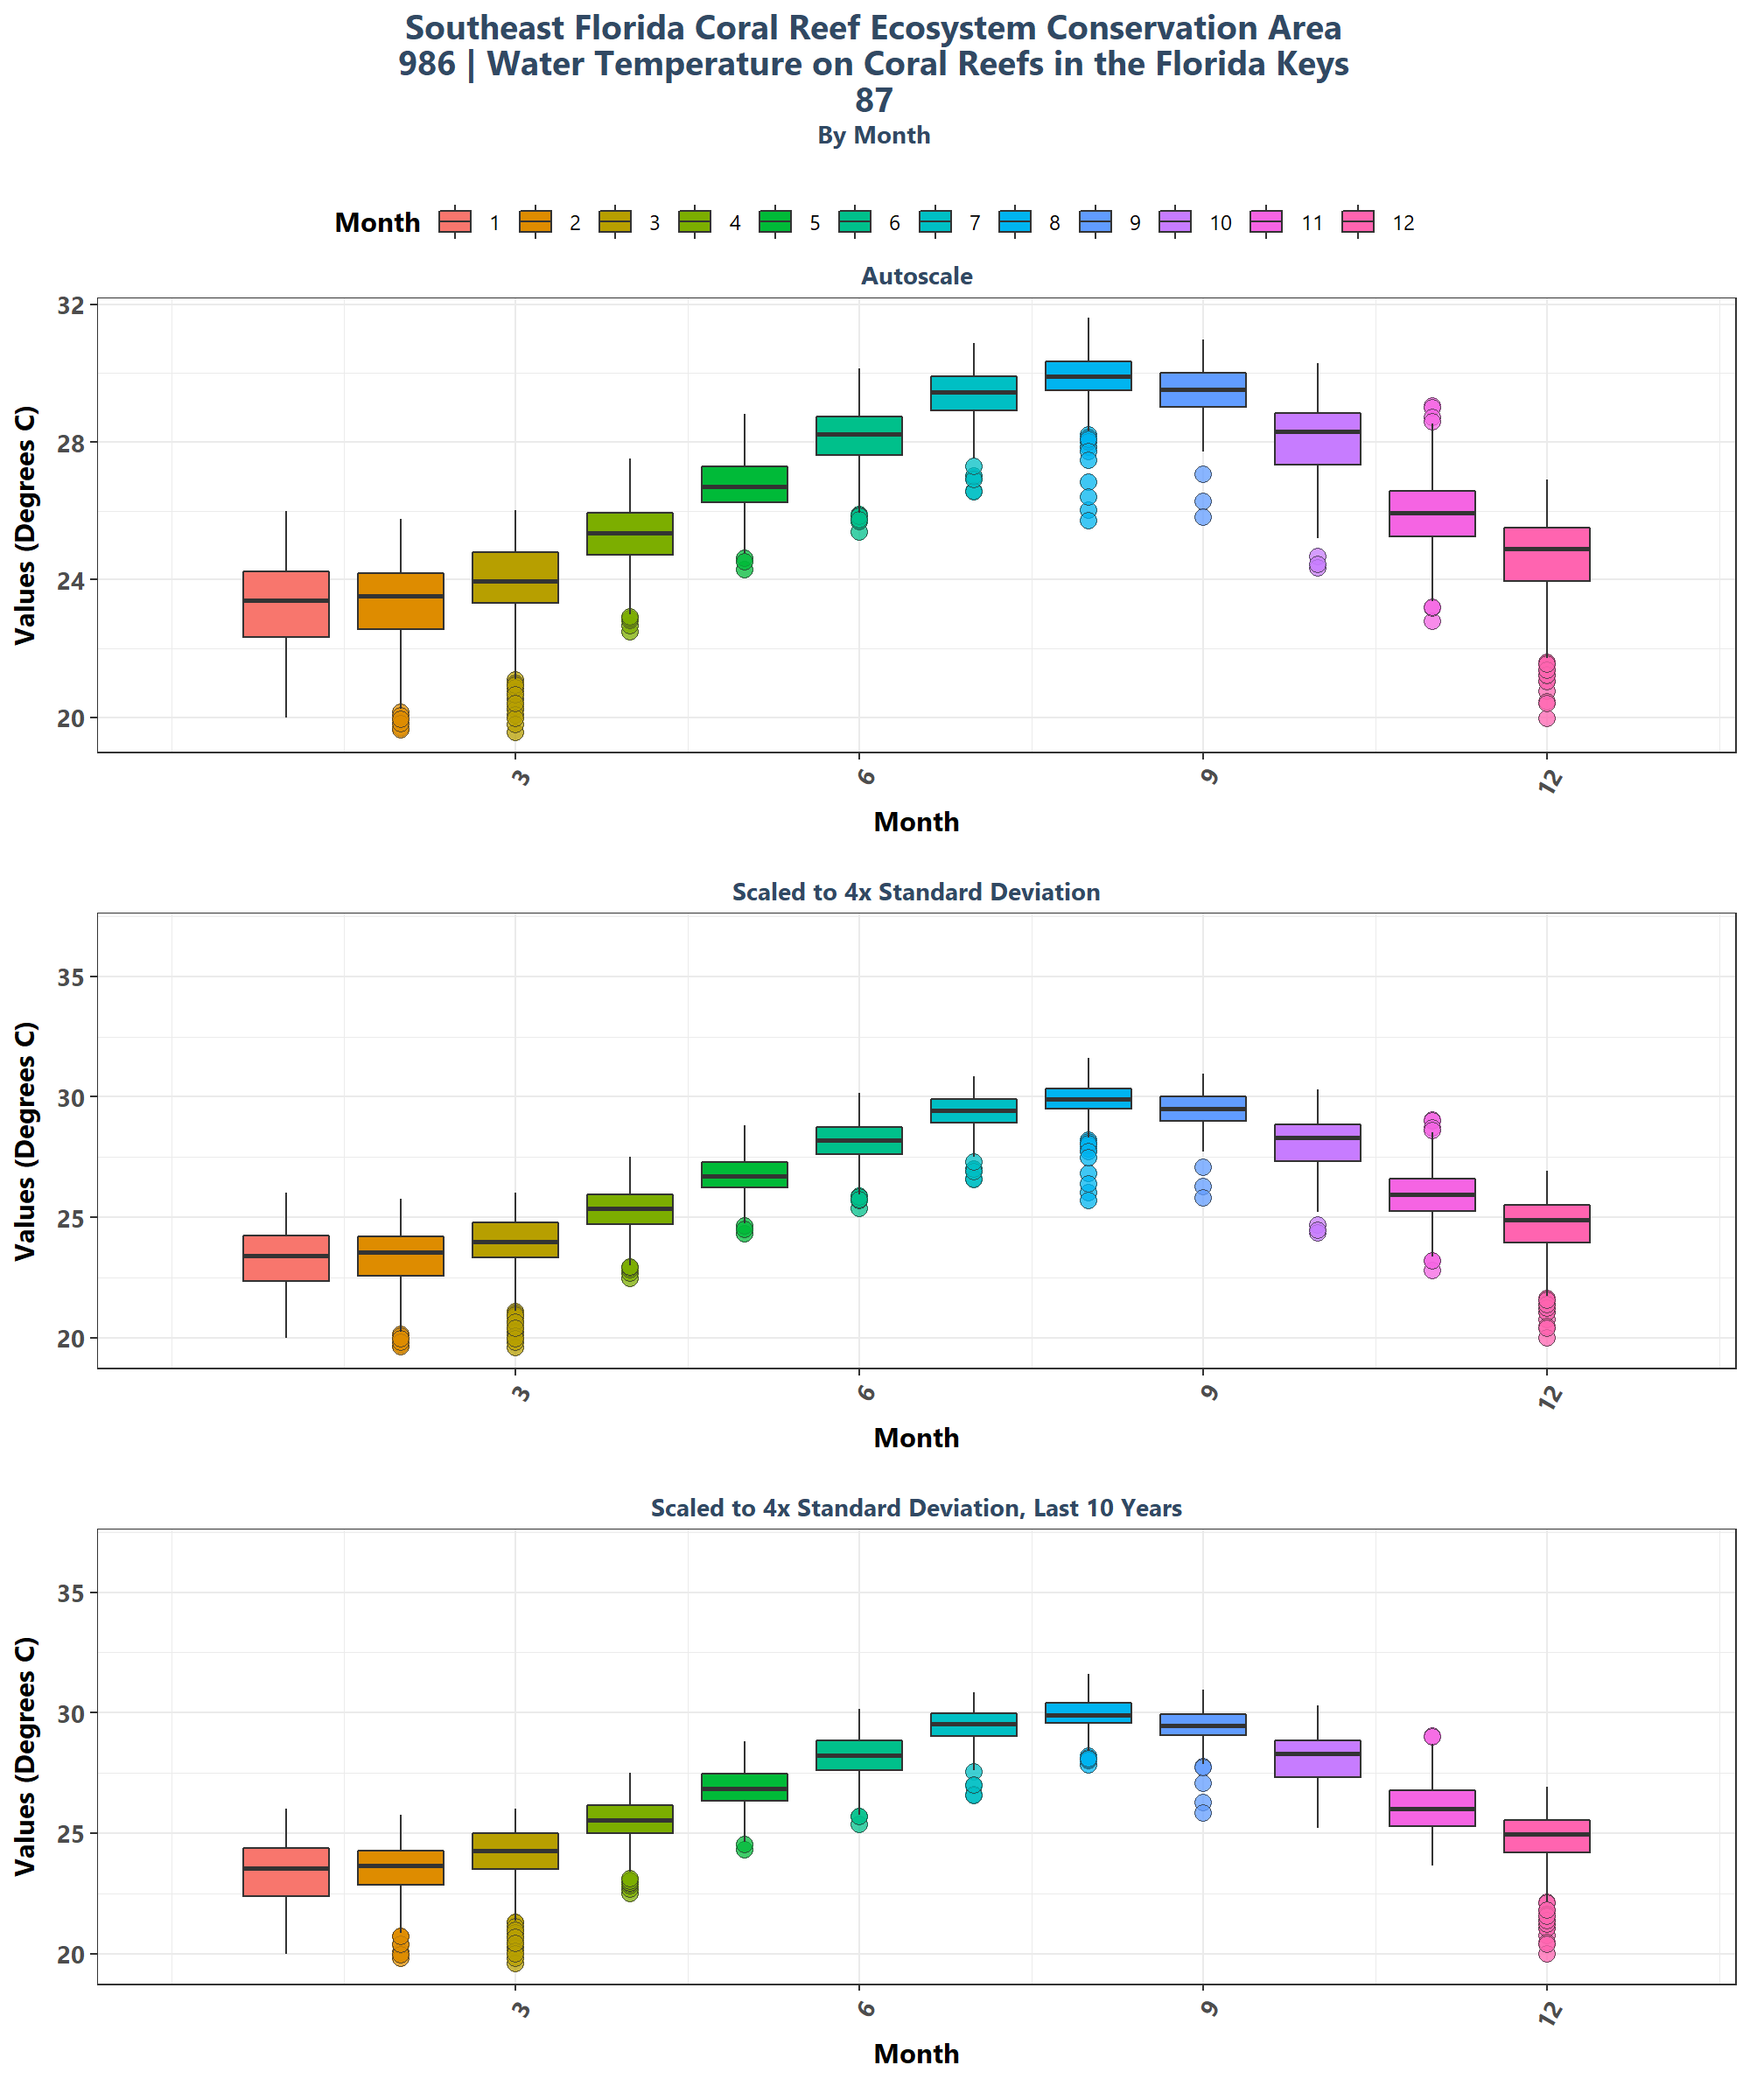 Southeast Florida Coral Reef Ecosystem Conservation Area
986 | Water Temperature on Coral Reefs in the Florida Keys
87
By Month
Month 1 2 3 4 5 6 7 8 9 10 11 12
Autoscale
Values (Degrees C)
32
28
24
20
3 6 9 12
Month
Scaled to 4x Standard Deviation
Values (Degrees C)
35
30
25
20
3 6 9 12
Month
Scaled to 4x Standard Deviation, Last 10 Years
Values (Degrees C)
35
30
25
20
3 6 9 12
Month